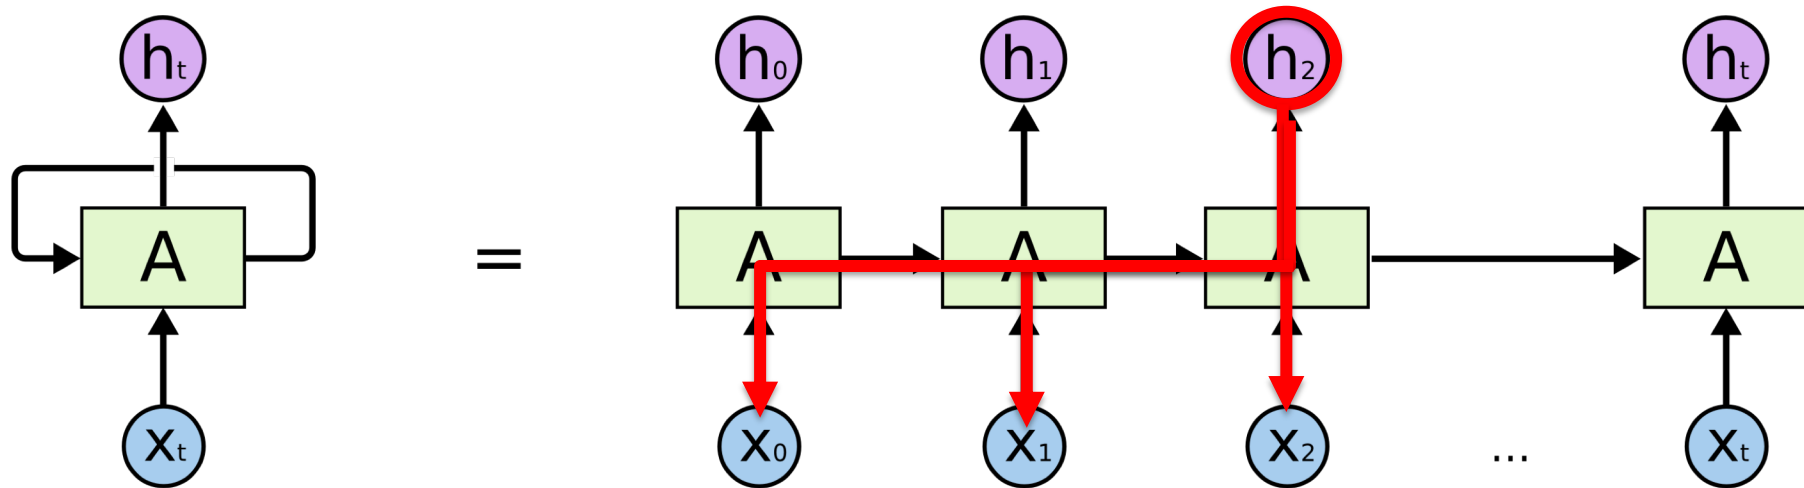 hₜ h₀ h₁ h₂ hₜ
A = A A A A
xₜ x₀ x₁ x₂ ... xₜ